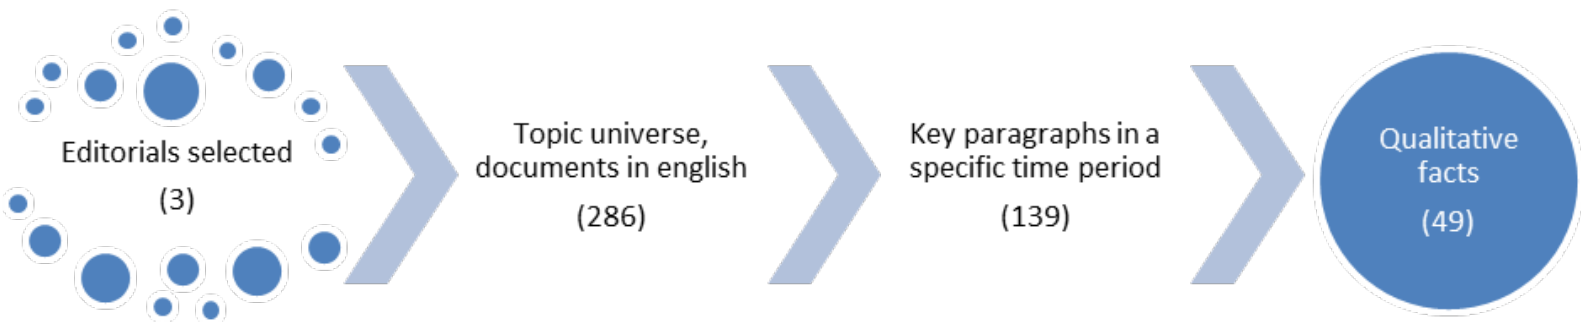 Editorials selected
(3)
Topic universe,
documents in english
(286)
Key paragraphs in a
specific time period
(139)
Qualitative
facts
(49)